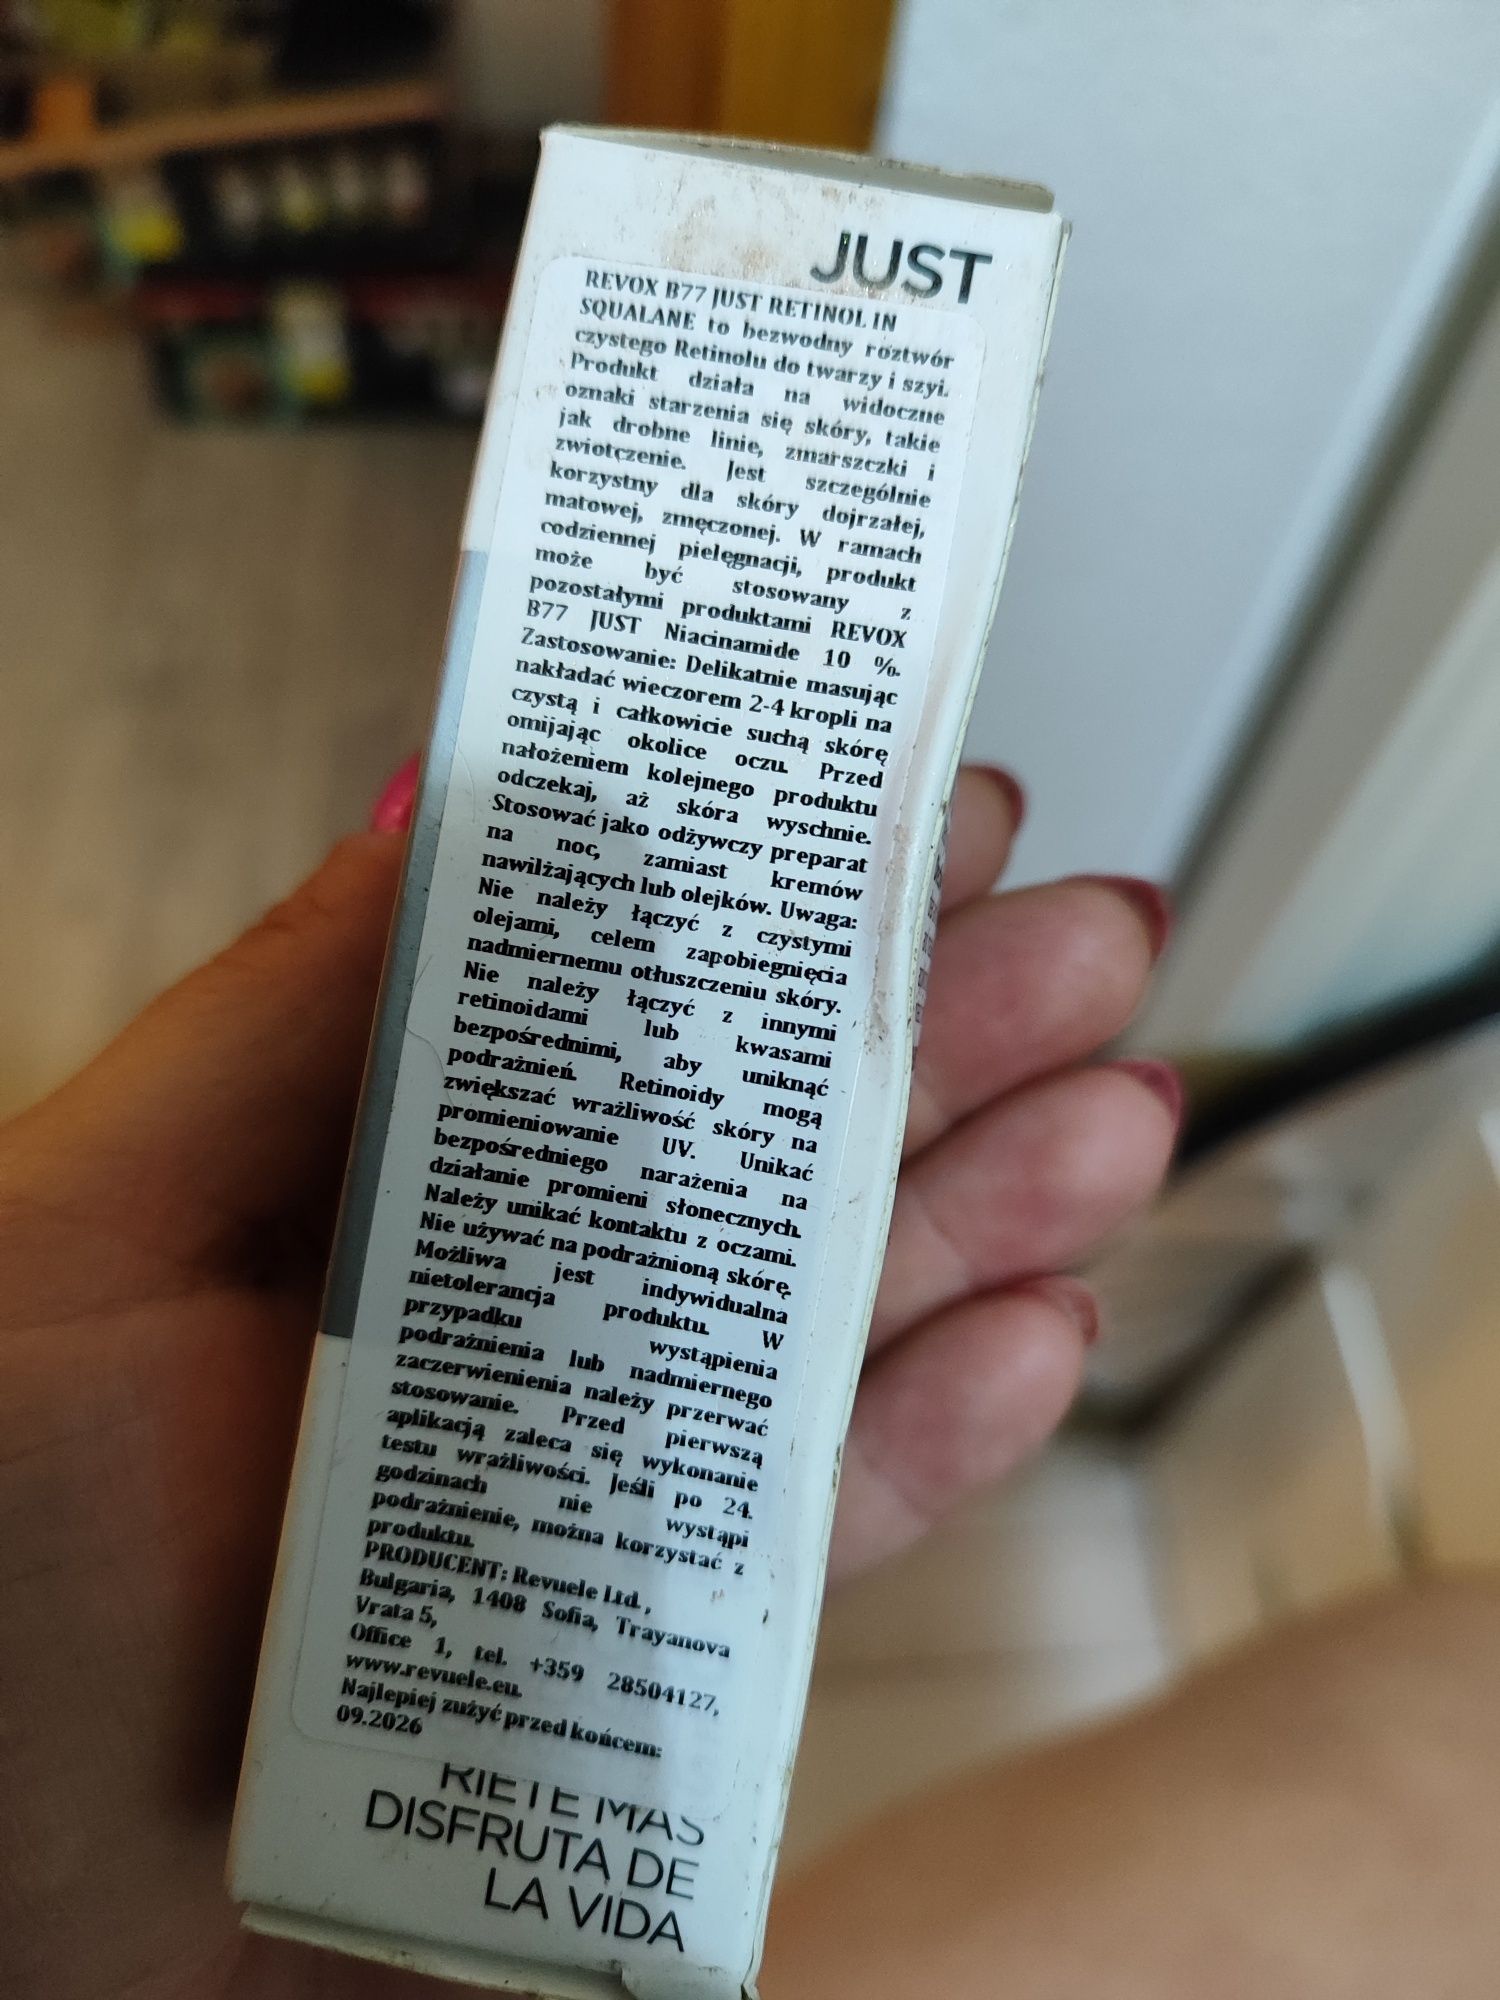 JUST
REVOX B77 JUST RETINOL IN
SQUALANE to bezwodny roztwór
czystego Retinolu do twarzy i szyi.
Produkt działa na widoczne
oznaki starzenia się skóry, takie
jak drobne linie, zmarszczki i
zwiotczenie. Jest szczególnie
korzystny dla skóry dojrzałej,
matowej, zmęczonej. W ramach
codziennej pielęgnacji, produkt
może być stosowany z
pozostałymi produktami REVOX
B77 JUST Niacinamide 10 %.
Zastosowanie: Delikatnie masując
nakładać wieczorem 2-4 kropli na
czystą i całkowicie suchą skórę
omijając okolice oczu. Przed
nałożeniem kolejnego produktu
odczekaj, aż skóra wyschnie.
Stosować jako odżywczy preparat
na noc, zamiast kremów
nawilżających lub olejków. Uwaga:
Nie należy łączyć z czystymi
olejami, celem zapobiegnięcia
nadmiernemu otłuszczeniu skóry.
Nie należy łączyć z innymi
retinoidami lub kwasami
bezpośrednimi, aby uniknąć
podrażnień. Retinoidy mogą
zwiększać wrażliwość skóry na
promieniowanie UV. Unikać
bezpośredniego narażenia na
działanie promieni słonecznych.
Należy unikać kontaktu z oczami.
Nie używać na podrażnioną skórę.
Możliwa jest indywidualna
nietolerancja produktu. W
przypadku wystąpienia
podrażnienia lub nadmiernego
zaczerwienienia należy przerwać
stosowanie. Przed pierwszą
aplikacją zaleca się wykonanie
testu wrażliwości. Jeśli po 24.
godzinach nie wystąpi
podrażnienie, można korzystać z
produktu.
PRODUCENT: Revuele Ltd.,
Bulgaria, 1408 Sofia, Trayanova
Vrata 5,
Office 1, tel. +359 28504127,
www.revuele.eu.
Najlepiej zużyć przed końcem:
09.2026
RIETE MAS
DISFRUTA DE
LA VIDA